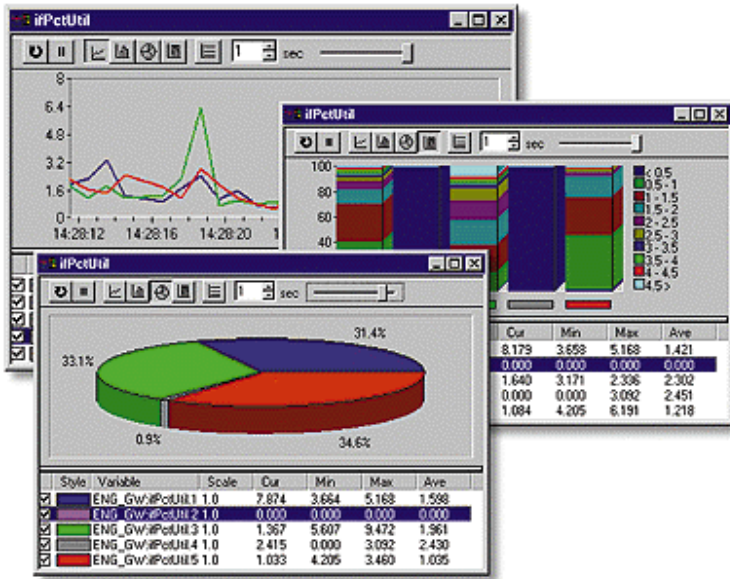 ifPctUtil
1 sec
8
6.4
4.8
3.2
1.6
0
14:28:12 14:28:16 14:28:20 1
ifPctUtil
1 sec
100
80
60
40
< 0.5
0.5 - 1
1 - 1.5
1.5 - 2
2 - 2.5
2.5 - 3
3 - 3.5
3.5 - 4
4 - 4.5
4.5 >
Cur Min Max Ave
8.179 3.658 5.168 1.421
0.000 0.000 0.000 0.000
1.640 3.171 2.336 2.302
0.000 0.000 3.092 2.451
1.084 4.205 6.191 1.218
ifPctUtil
1 sec
31.4%
33.1%
0.9%
34.6%
Style Variable Scale Cur Min Max Ave
ENG_GW:ifPctUtil.1 1.0 7.874 3.664 5.168 1.598
ENG_GW:ifPctUtil.2 1.0 0.000 0.000 0.000 0.000
ENG_GW:ifPctUtil.3 1.0 1.367 5.607 9.472 1.961
ENG_GW:ifPctUtil.4 1.0 2.415 0.000 3.092 2.430
ENG_GW:ifPctUtil.5 1.0 1.033 4.205 3.460 1.035